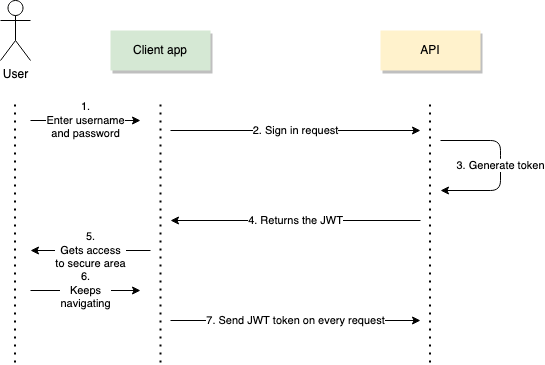 User
Client app
API
1.
Enter username
and password
2. Sign in request
3. Generate token
4. Returns the JWT
5.
Gets access
to secure area
6.
Keeps
navigating
7. Send JWT token on every request